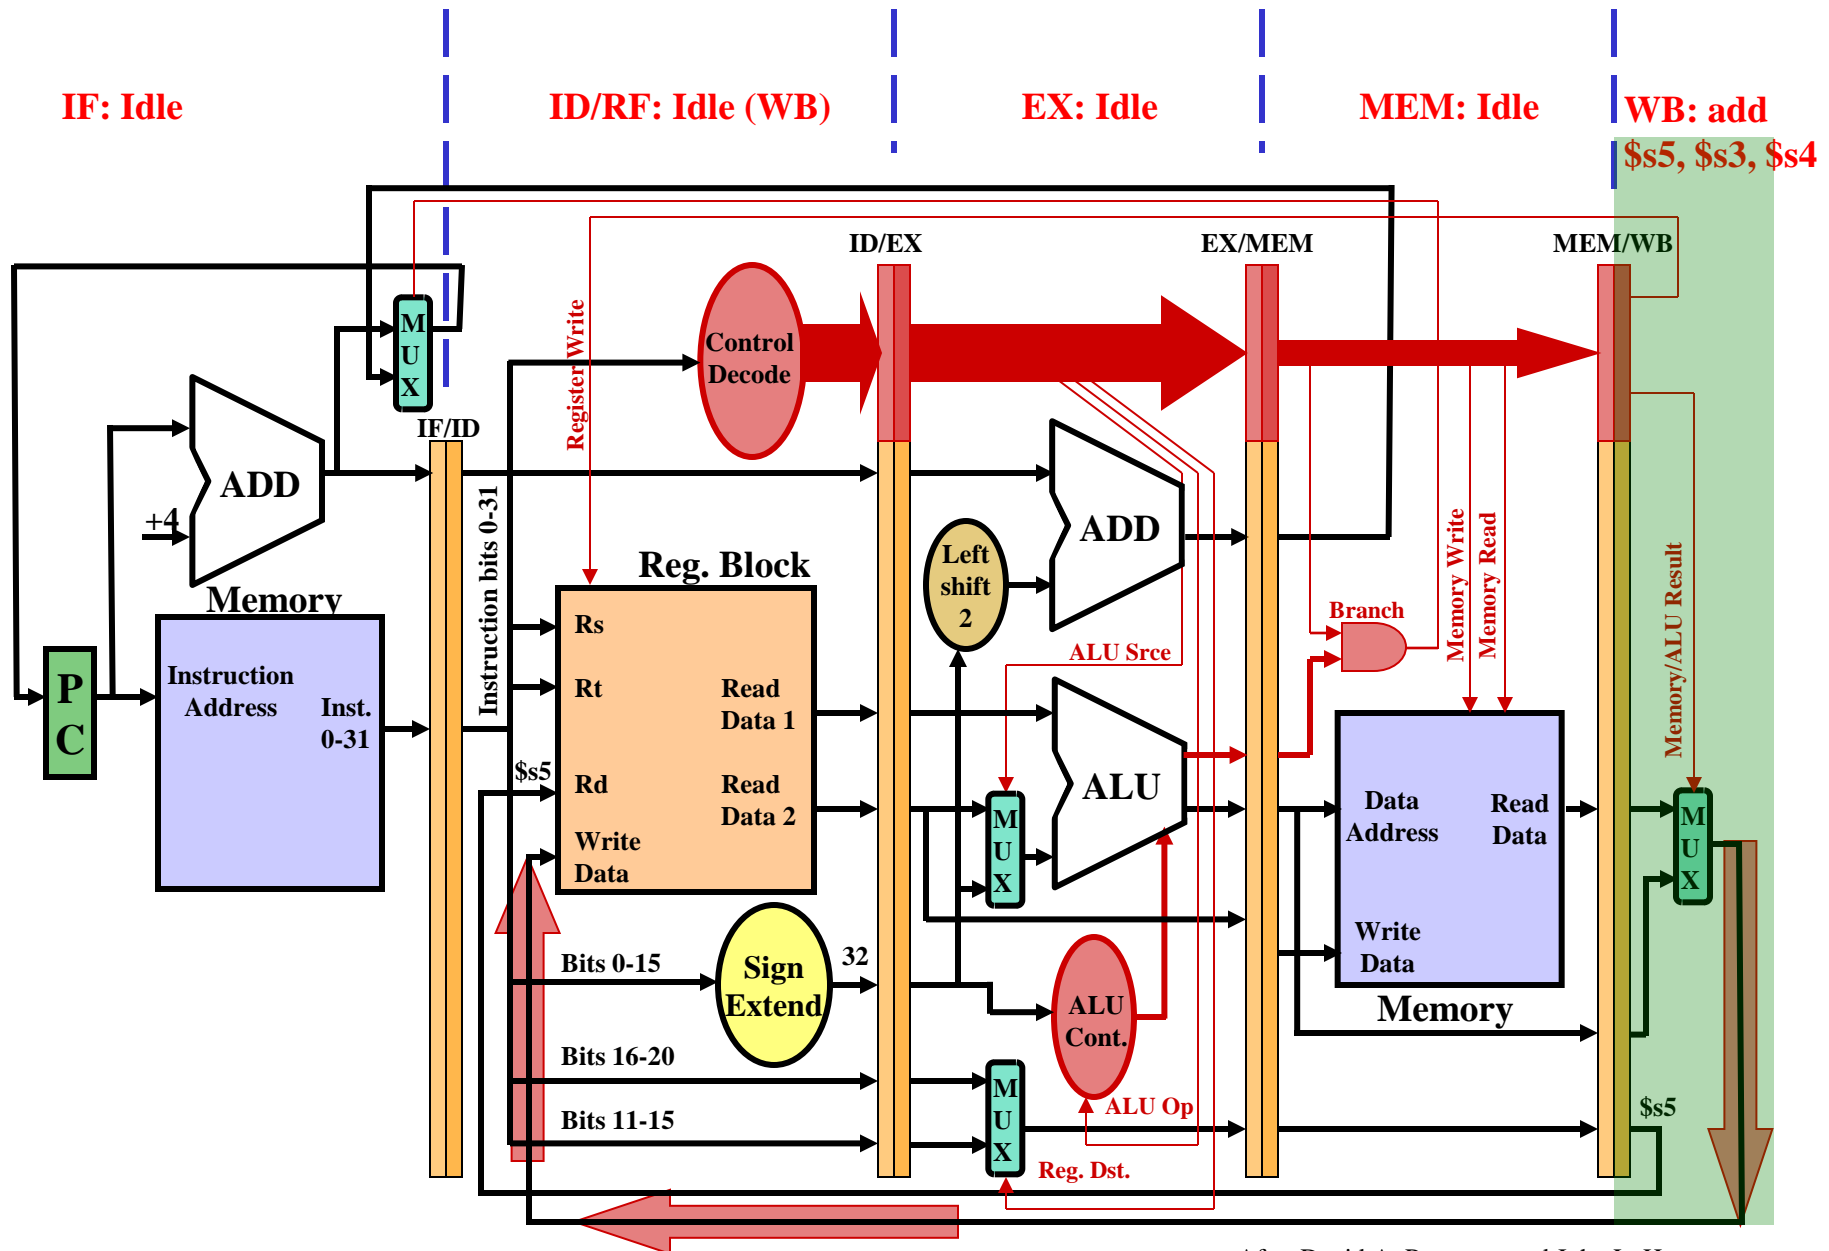 IF: Idle
ID/RF: Idle (WB)
EX: Idle
MEM: Idle
WB: add
$s5, $s3, $s4
ID/EX
EX/MEM
MEM/WB
M
U
X
Register Write
Control
Decode
IF/ID
ADD
+4
Memory
Instruction bits 0-31
Reg. Block
Left
shift
2
ADD
Memory Write
Memory Read
Branch
ALU Srce
Memory/ALU Result
P
C
Instruction
Address
Inst.
0-31
Rs
Rt
Read
Data 1
$s5
Rd
Read
Data 2
Write
Data
M
U
X
ALU
Data
Address
Read
Data
Write
Data
Memory
M
U
X
Bits 0-15
Sign
Extend
32
ALU
Cont.
Bits 16-20
Bits 11-15
M
U
X
ALU Op
Reg. Dst.
$s5